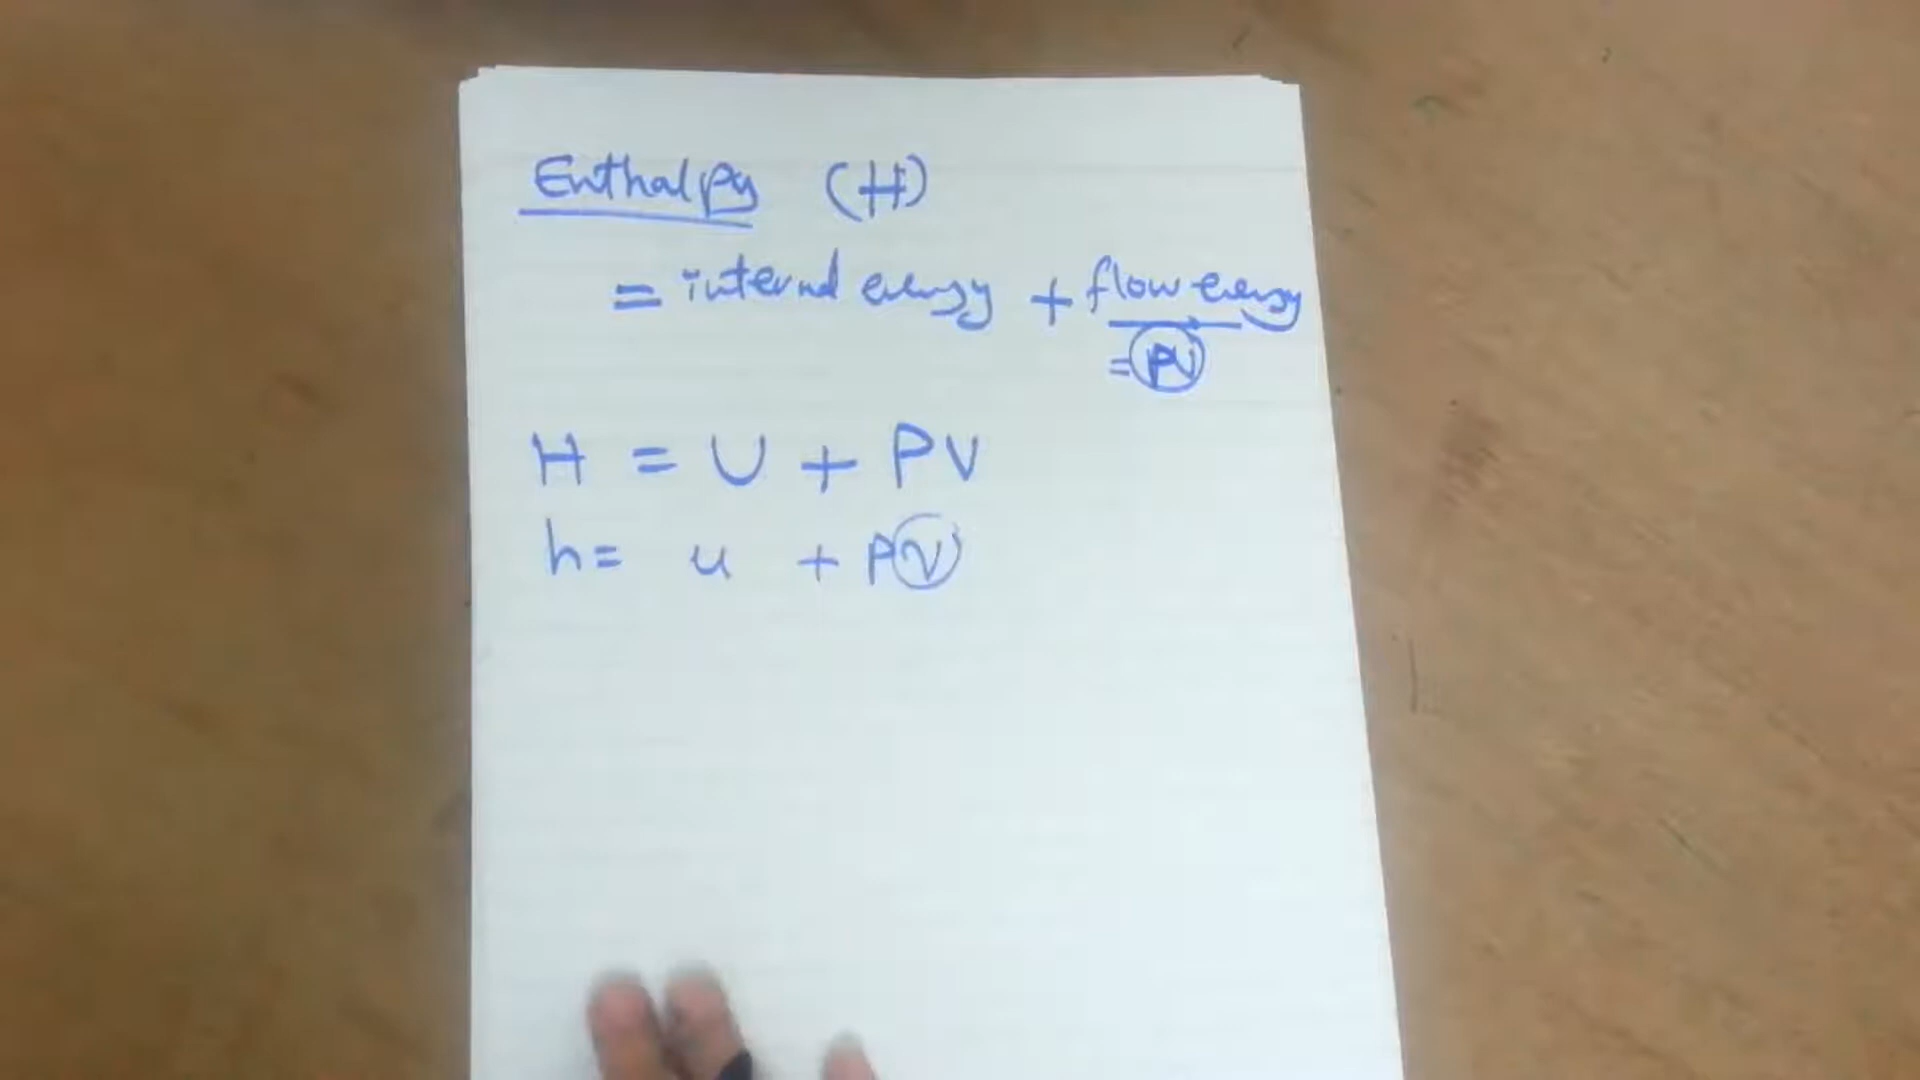 Enthalpy (H)
= internal energy + flow energy
= PV
H = U + PV
h = u + Pv